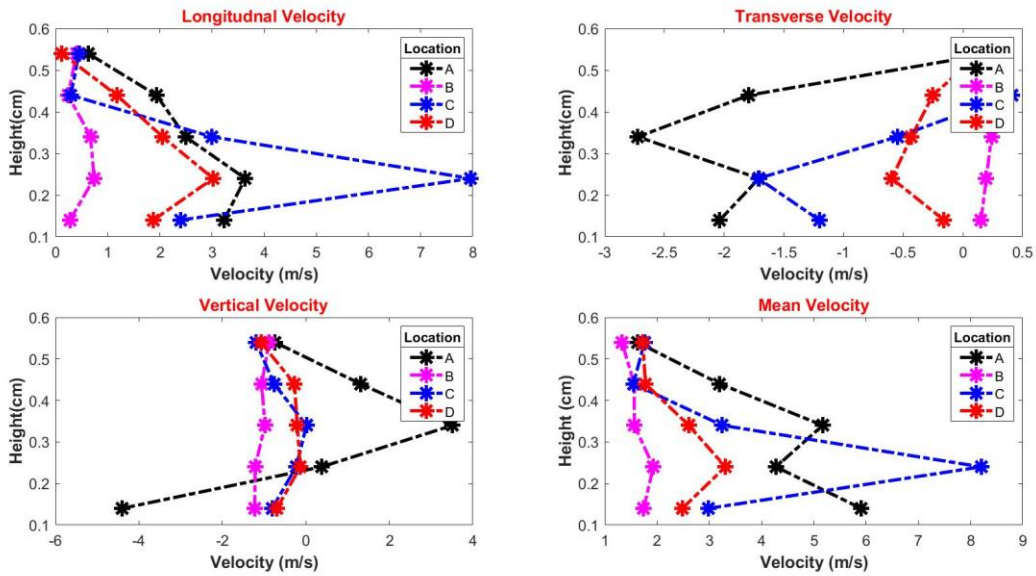 Longitudnal Velocity
0.6
0.5
0.4
0.3
0.2
0.1
Height(cm)
0 1 2 3 4 5 6 7 8
Velocity (m/s)
Location
A
B
C
D
Transverse Velocity
0.6
0.5
0.4
0.3
0.2
0.1
Height(cm)
-3 -2.5 -2 -1.5 -1 -0.5 0 0.5
Velocity (m/s)
Location
A
B
C
D
Vertical Velocity
0.6
0.5
0.4
0.3
0.2
0.1
Height(cm)
-6 -4 -2 0 2 4
Velocity (m/s)
Location
A
B
C
D
Mean Velocity
0.6
0.5
0.4
0.3
0.2
0.1
Height (cm)
1 2 3 4 5 6 7 8 9
Velocity (m/s)
Location
A
B
C
D